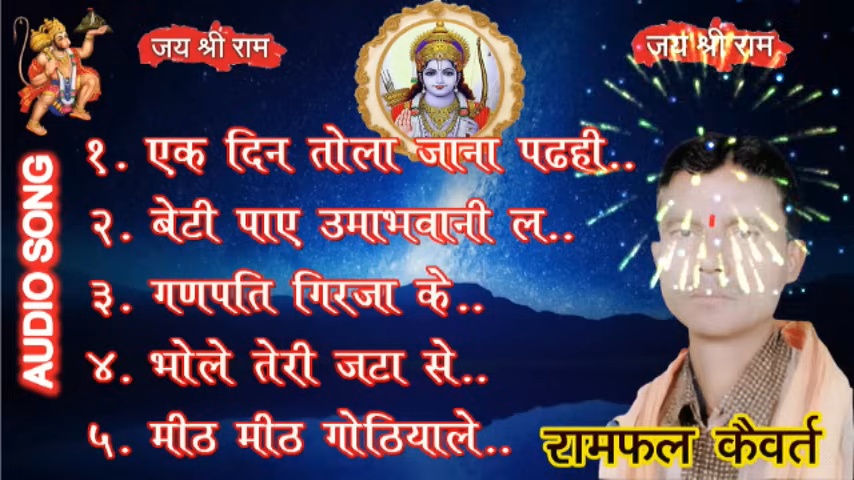 जय श्री राम
जय श्री राम
AUDIO SONG
१. एक दिन तोला जाना पढही..
२. बेटी पाए उमाभवानी ल..
३. गणपति गिरजा के..
४. भोले तेरी जटा से..
५. मीठ मीठ गोठियाले..
रामफल कैवर्त